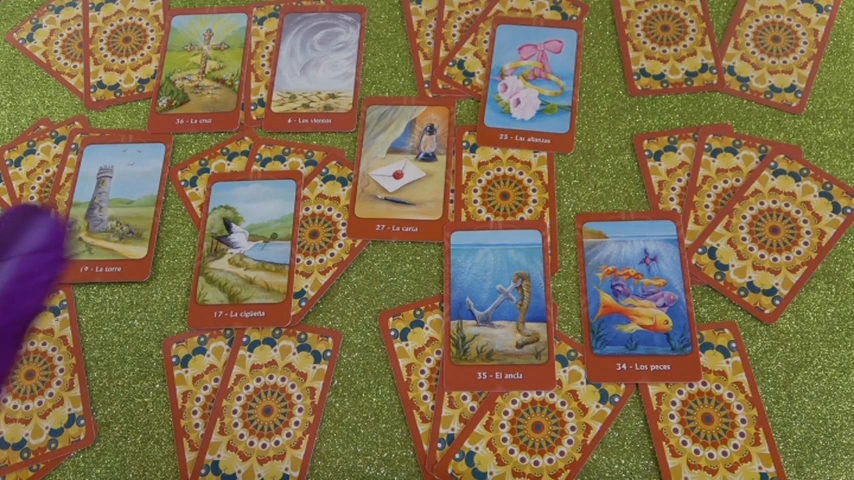 36 - La cruz
6 - Los vientos
25 - Las alianzas
27 - La carta
19 - La torre
17 - La cigüeña
35 - El ancla
34 - Los peces